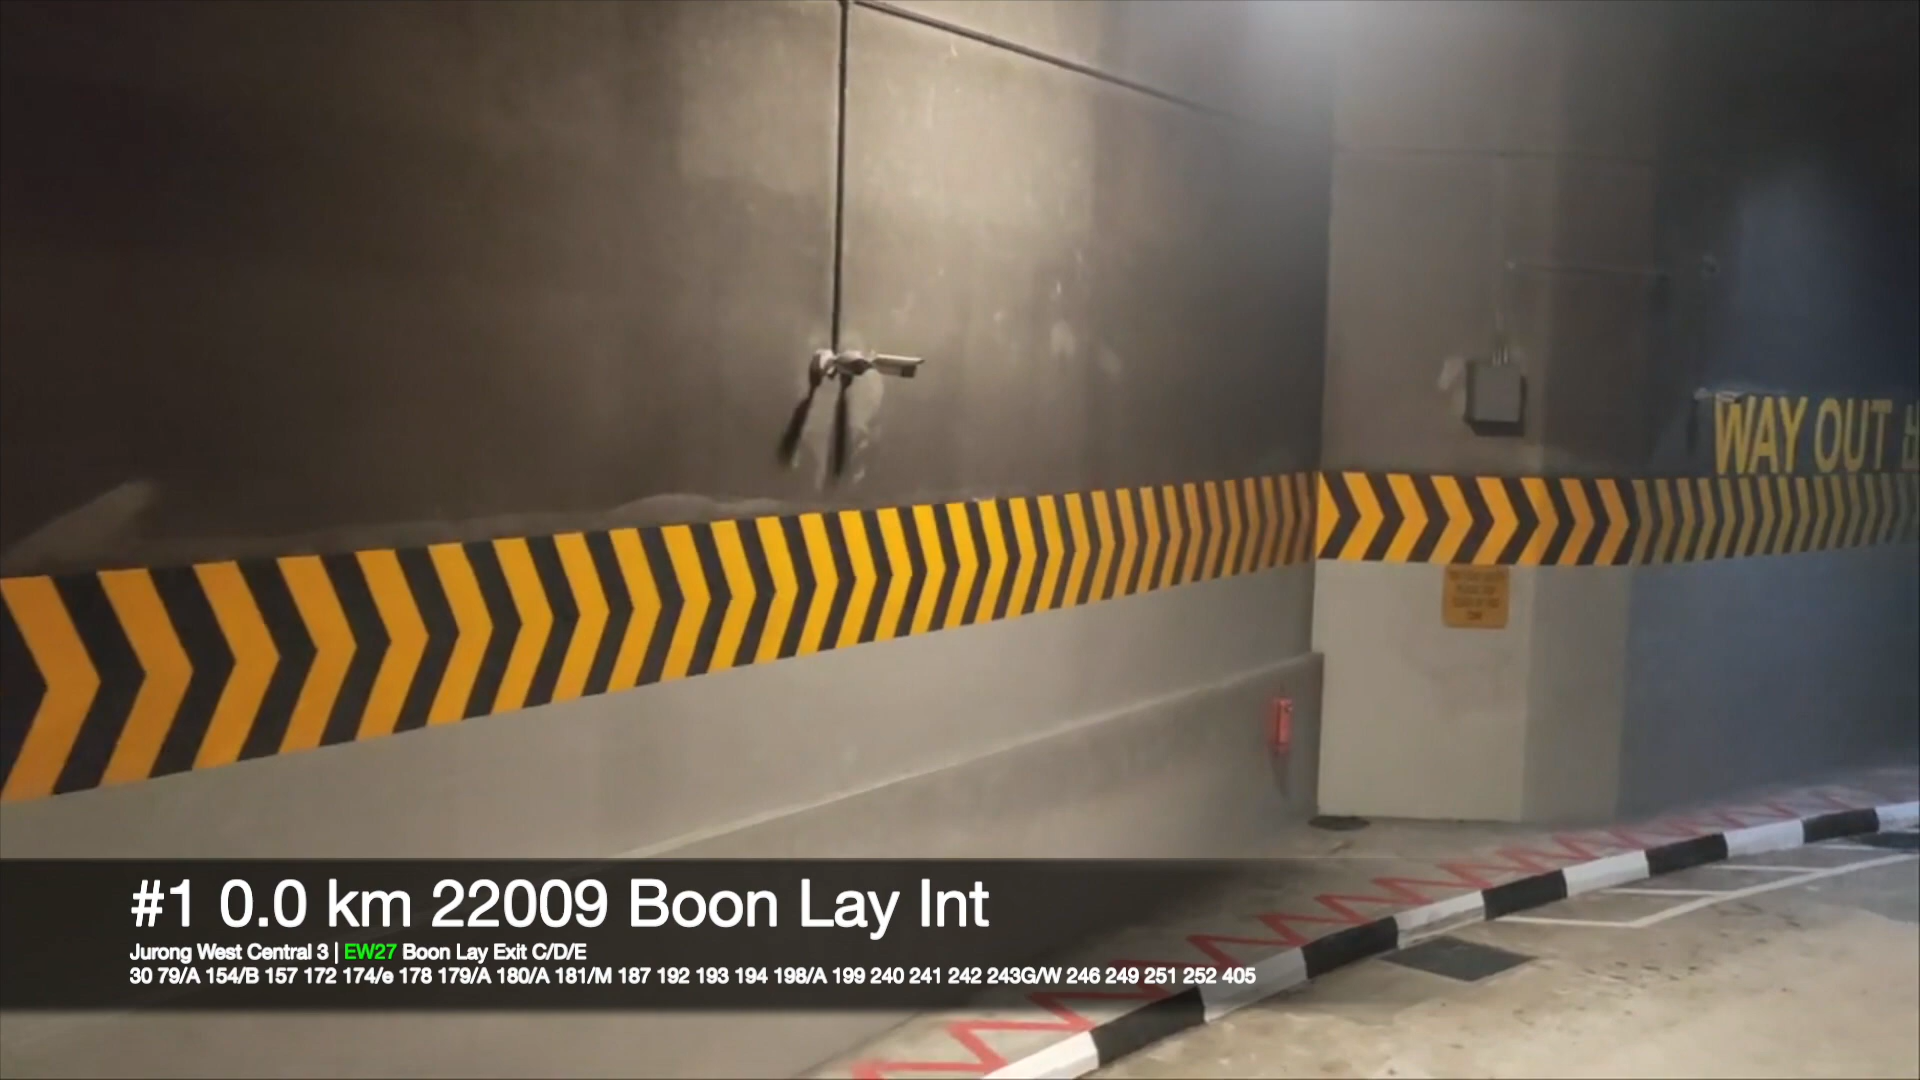 WAY OUT
#1 0.0 km 22009 Boon Lay Int
Jurong West Central 3 | EW27 Boon Lay Exit C/D/E
30 79/A 154/B 157 172 174/e 178 179/A 180/A 181/M 187 192 193 194 198/A 199 240 241 242 243G/W 246 249 251 252 405